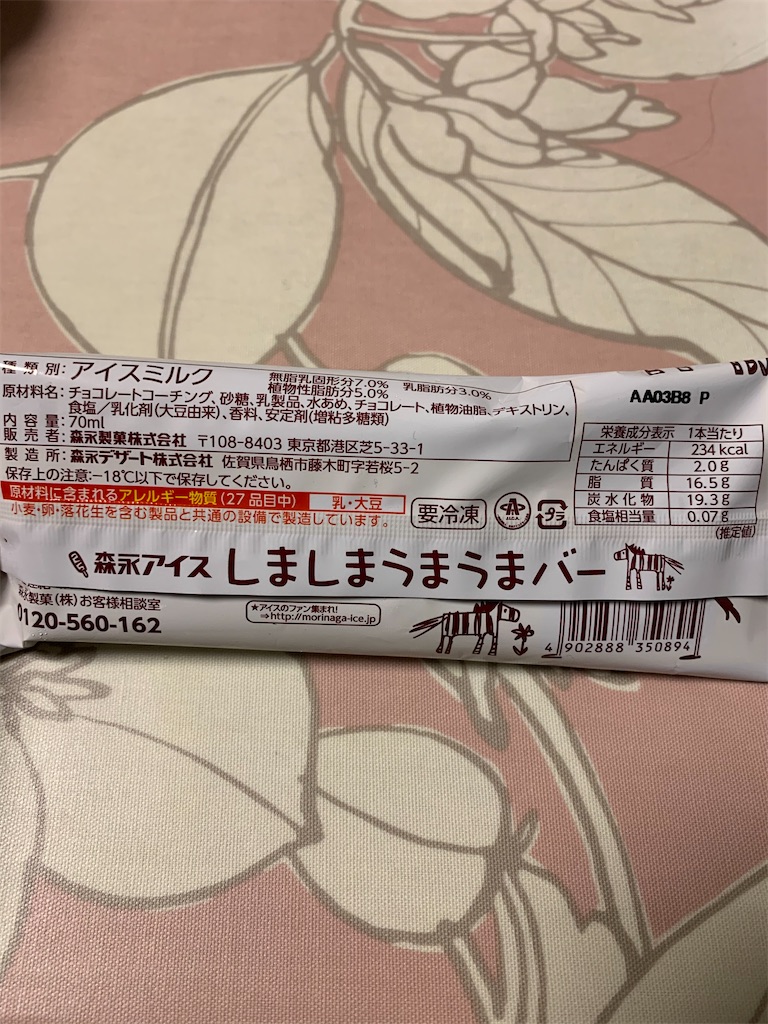 種類別：アイスミルク 無脂乳固形分7.0% 乳脂肪分3.0%
植物性脂肪分5.0%
原材料名：チョコレートコーチング、砂糖、乳製品、水あめ、チョコレート、植物油脂、デキストリン、
食塩／乳化剤(大豆由来)、香料、安定剤(増粘多糖類)
内容量：70ml
販売者：森永製菓株式会社 〒108-8403 東京都港区芝5-33-1
製造所：森永デザート株式会社 佐賀県鳥栖市藤木町字若桜5-2
保存上の注意：-18℃以下で保存してください。
原材料に含まれるアレルギー物質(27品目中) 乳・大豆
小麦・卵・落花生を含む製品と共通の設備で製造しています。
要冷凍
プラ
AA03B8 P
栄養成分表示 1本当たり
エネルギー 234 kcal
たんぱく質 2.0g
脂質 16.5g
炭水化物 19.3g
食塩相当量 0.07g
(推定値)
森永アイス しましまうまうまバー
製菓(株)お客様相談室
0120-560-162
★アイスのファン集まれ!
⇒http://morinaga-ice.jp
4 902888 350894